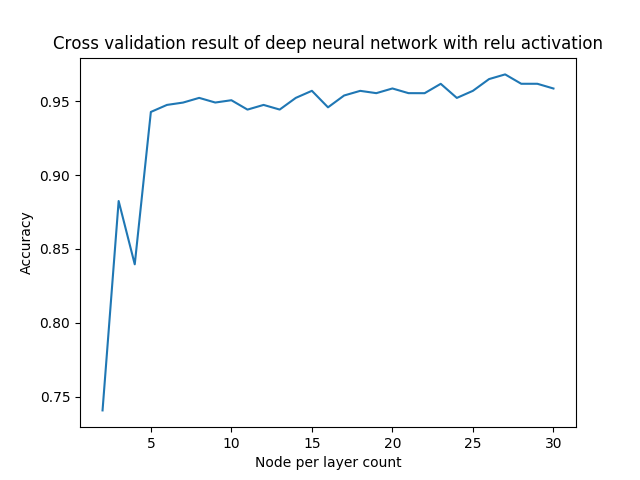 Cross validation result of deep neural network with relu activation
0.95
0.90
0.85
0.80
0.75
Accuracy
5 10 15 20 25 30
Node per layer count